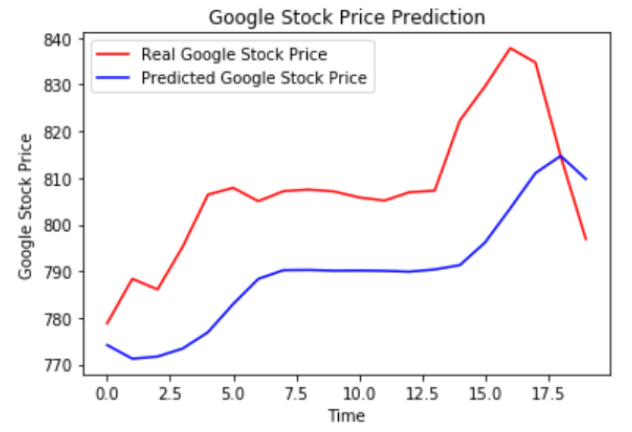 Google Stock Price Prediction
Real Google Stock Price
Predicted Google Stock Price
Google Stock Price
840
830
820
810
800
790
780
770
0.0 2.5 5.0 7.5 10.0 12.5 15.0 17.5
Time